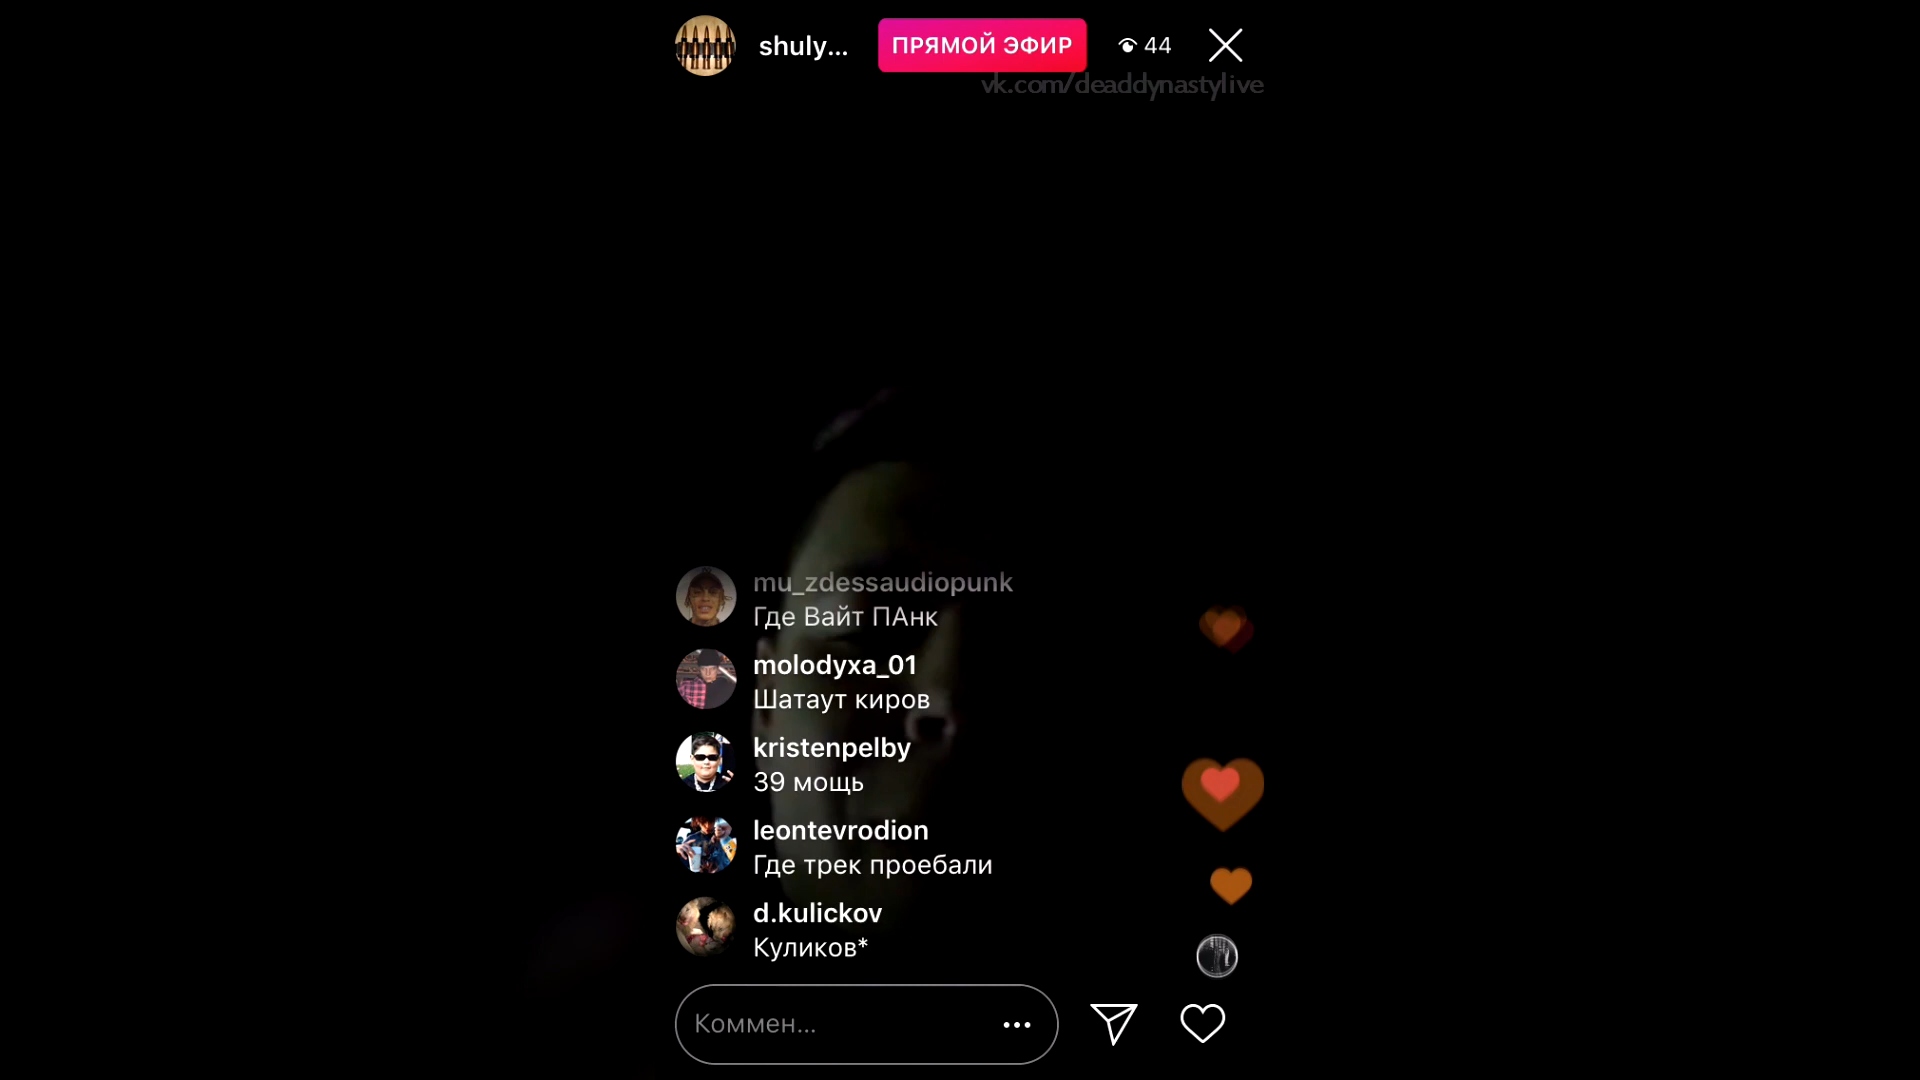 shuly...
ПРЯМОЙ ЭФИР
44
vk.com/deaddynastylive
mu_zdessaudiopunk
Где Вайт ПАнк
molodyxa_01
Шатаут киров
kristenpelby
39 мощь
leontevrodion
Где трек проебали
d.kulickov
Куликов*
Коммен...